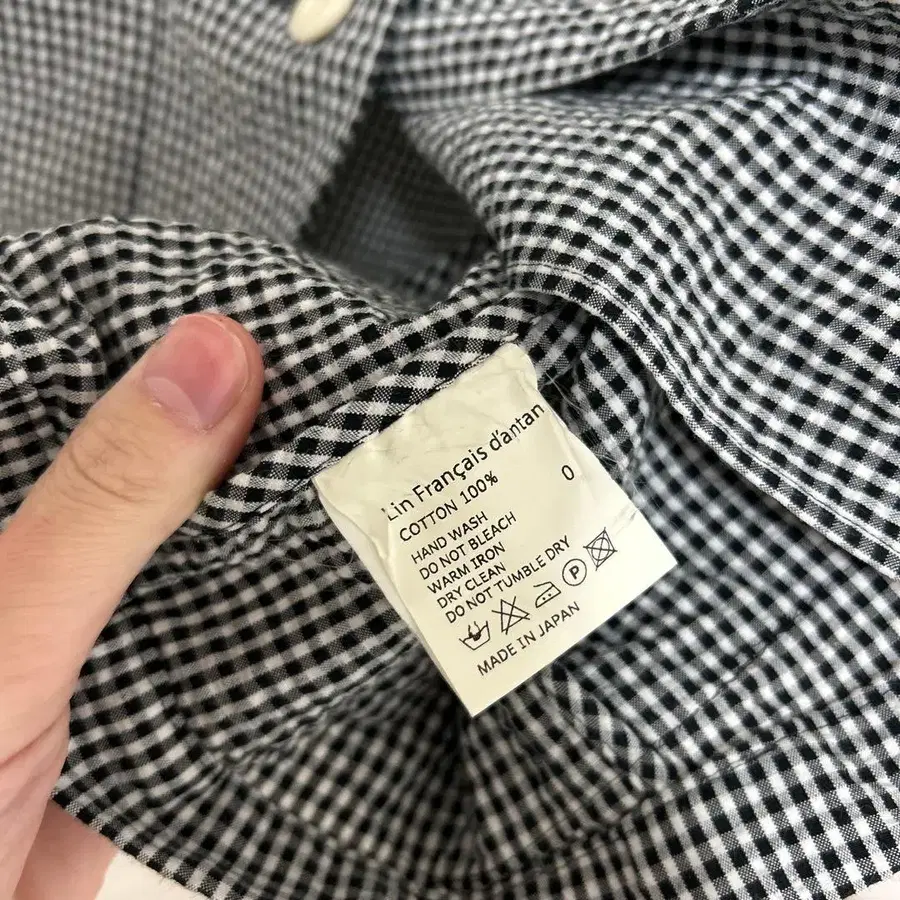 Lin Français d'antan
COTTON 100% 0
HAND WASH
DO NOT BLEACH
WARM IRON
DRY CLEAN
DO NOT TUMBLE DRY
P
MADE IN JAPAN